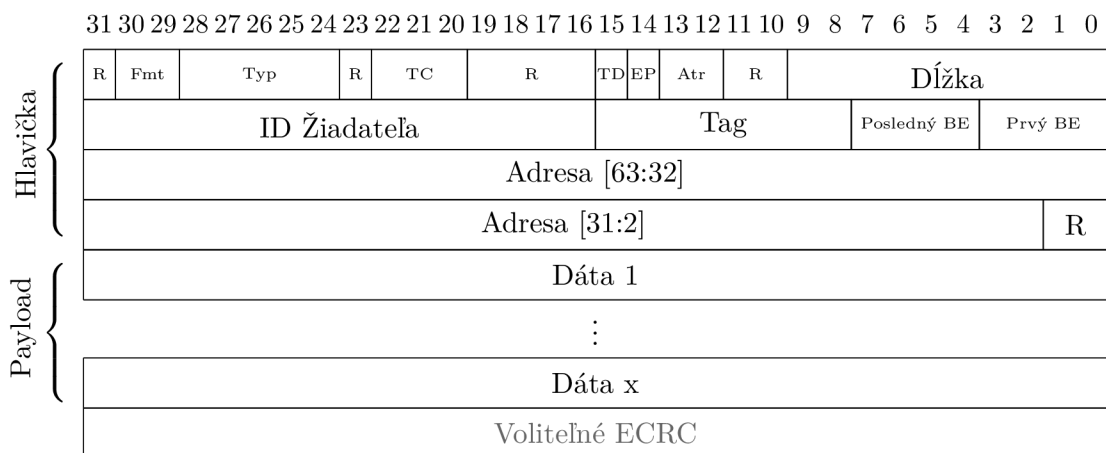 31 30 29 28 27 26 25 24 23 22 21 20 19 18 17 16 15 14 13 12 11 10 9 8 7 6 5 4 3 2 1 0
Hlavička
R Fmt Typ R TC R TD EP Atr R Dĺžka
ID Žiadateľa Tag Posledný BE Prvý BE
Adresa [63:32]
Adresa [31:2] R
Payload
Dáta 1
⋮
Dáta x
Voliteľné ECRC